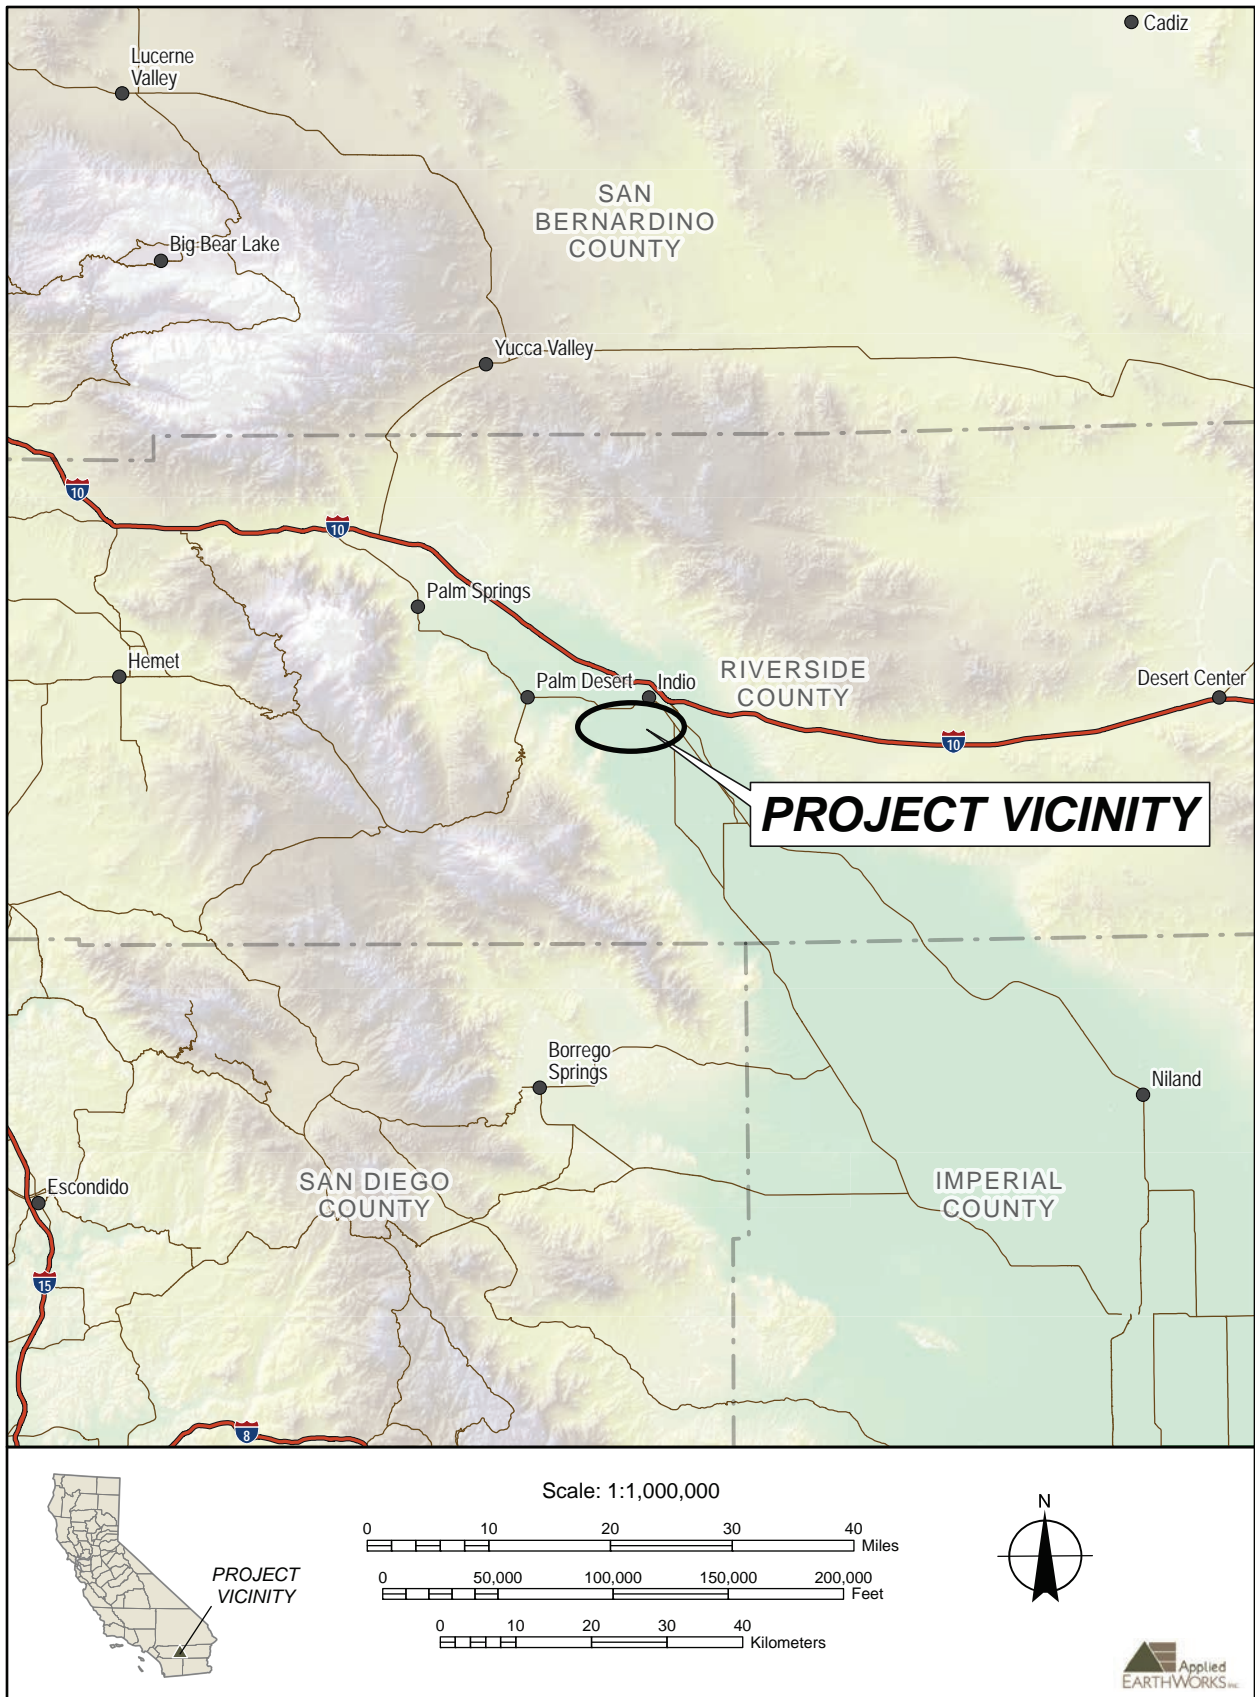 Cadiz
Lucerne
Valley
SAN
BERNARDINO
COUNTY
Big Bear Lake
Yucca Valley
10
10
Palm Springs
Hemet
RIVERSIDE
COUNTY
Palm Desert
Indio
Desert Center
10
PROJECT VICINITY
Borrego
Springs
Niland
Escondido
SAN DIEGO
COUNTY
IMPERIAL
COUNTY
15
8
Scale: 1:1,000,000
0 10 20 30 40
Miles
0 50,000 100,000 150,000 200,000
Feet
0 10 20 30 40
Kilometers
PROJECT
VICINITY
N
Applied
EARTHWORKS Inc.